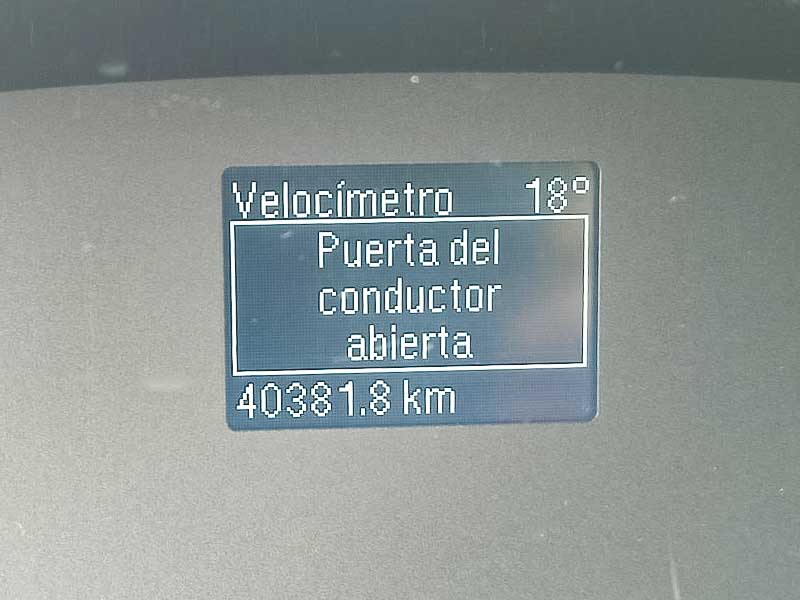 Velocímetro 18°
Puerta del
conductor
abierta
40381.8 km